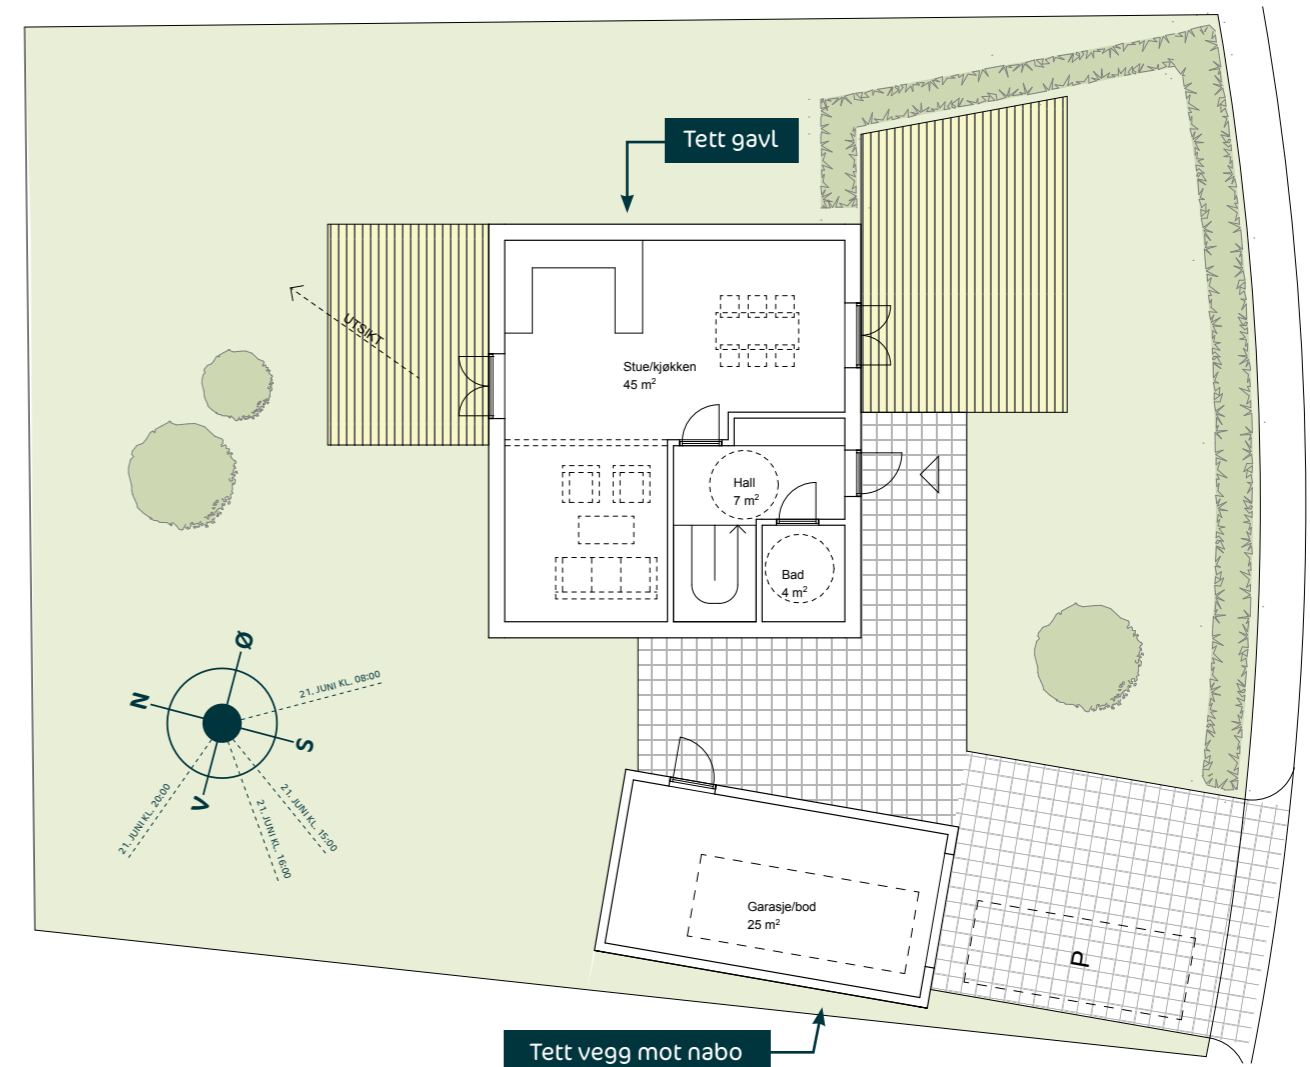 Tett gavl
UTSIKT
Stue/kjøkken
45 m²
Hall
7 m²
Bad
4 m²
Ø
N
S
V
21. JUNI KL. 08:00
21. JUNI KL. 15:00
21. JUNI KL. 16:00
21. JUNI KL. 20:00
Garasje/bod
25 m²
P
Tett vegg mot nabo